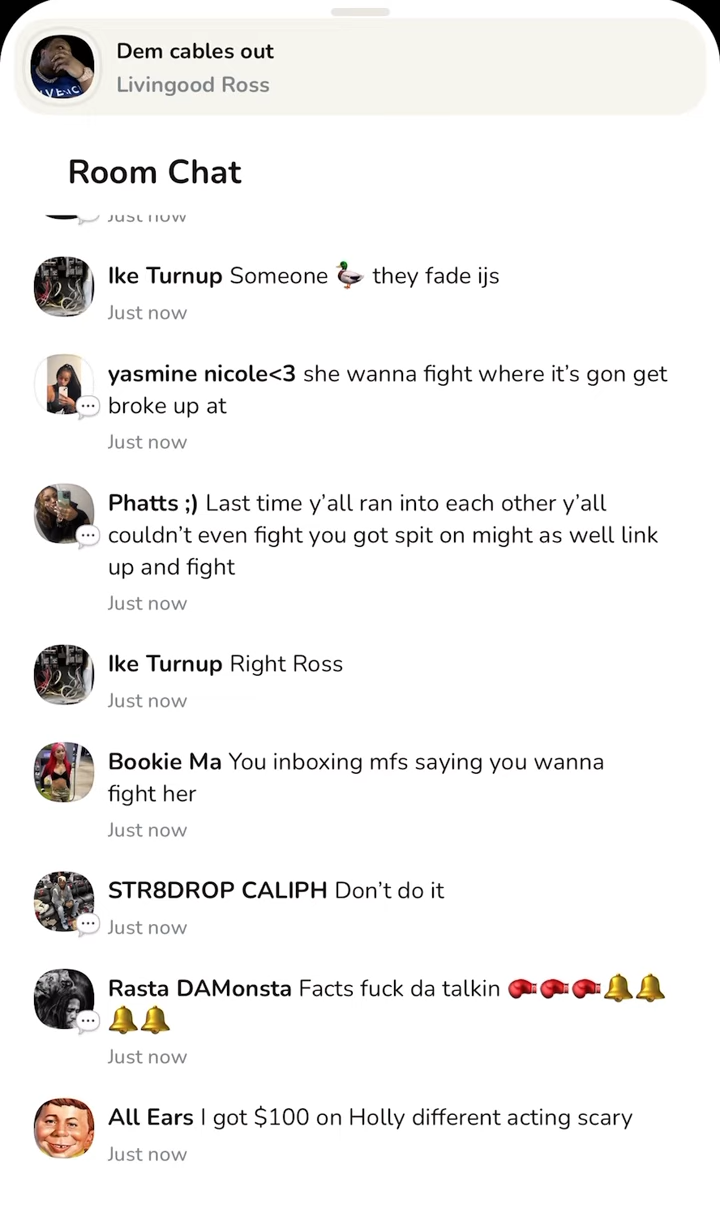 Dem cables out
Livingood Ross
Room Chat
Just now
Ike Turnup Someone 🦆 they fade ijs
Just now
yasmine nicole<3 she wanna fight where it’s gon get
broke up at
Just now
Phatts ;) Last time y’all ran into each other y’all
couldn’t even fight you got spit on might as well link
up and fight
Just now
Ike Turnup Right Ross
Just now
Bookie Ma You inboxing mfs saying you wanna
fight her
Just now
STR8DROP CALIPH Don’t do it
Just now
Rasta DAMonsta Facts fuck da talkin 🥊🥊🥊🔔🔔
🔔🔔
Just now
All Ears I got $100 on Holly different acting scary
Just now